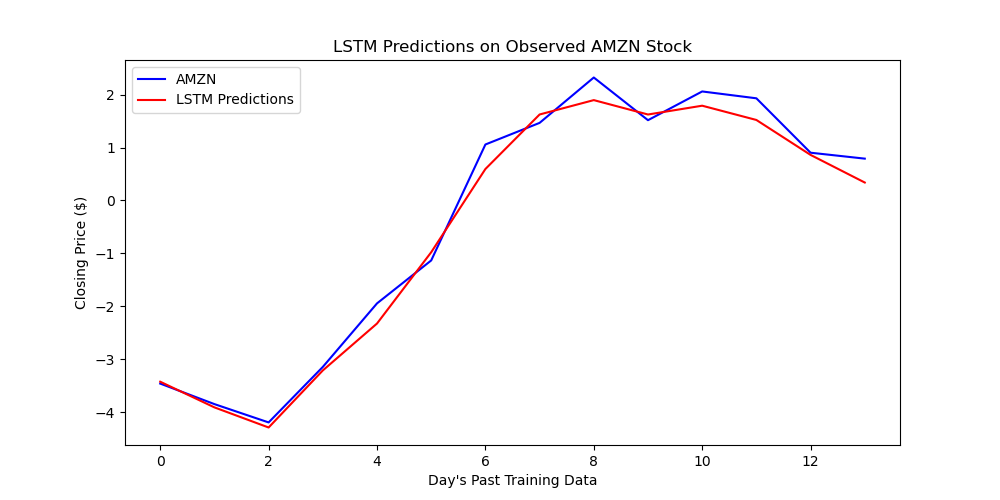 LSTM Predictions on Observed AMZN Stock
AMZN
LSTM Predictions
2
1
0
−1
−2
−3
−4
Closing Price ($)
0 2 4 6 8 10 12
Day's Past Training Data